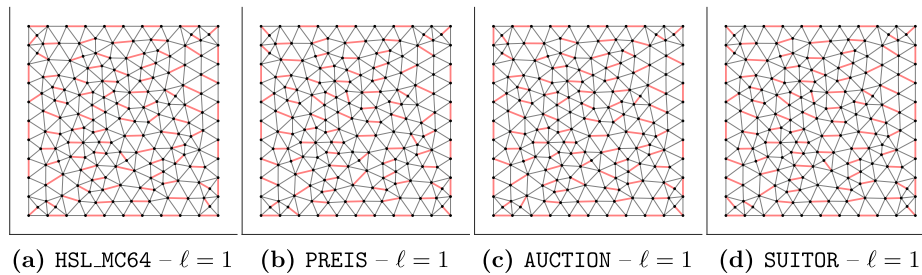 (a) HSL_MC64 – ℓ = 1 (b) PREIS – ℓ = 1 (c) AUCTION – ℓ = 1 (d) SUITOR – ℓ = 1